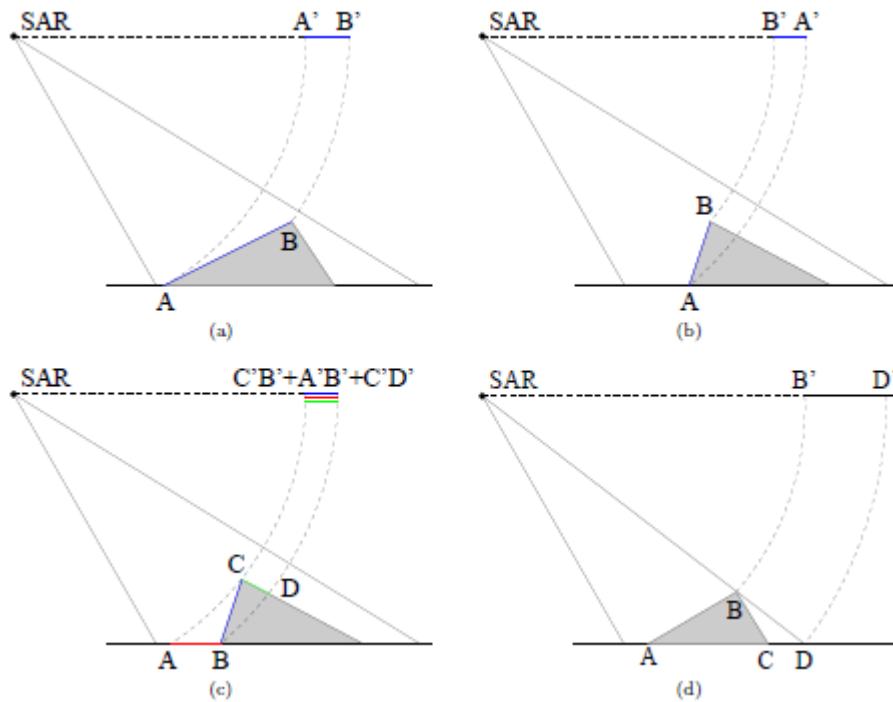 SAR A' B'
B
A
(a)
SAR B' A'
B
A
(b)
SAR C'B'+A'B'+C'D'
C
D
A B
(c)
SAR B' D'
B
A C D
(d)